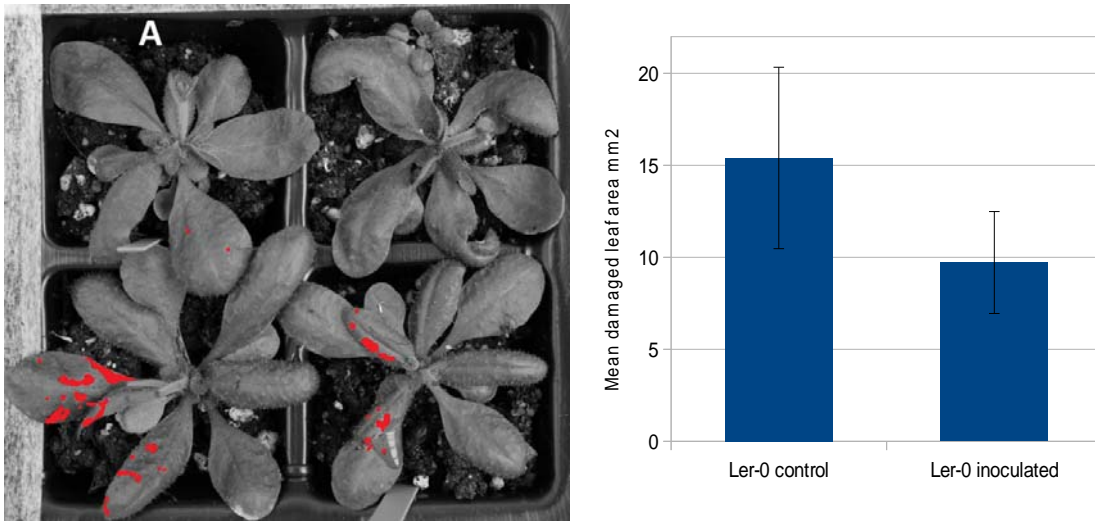 A
Mean damaged leaf area mm2
20
15
10
5
0
Ler-0 control
Ler-0 inoculated